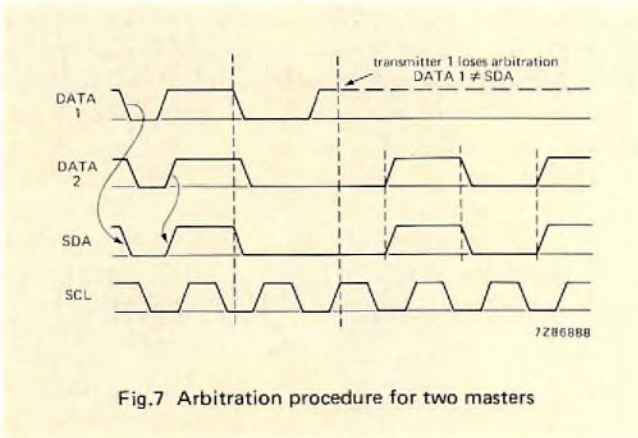 transmitter 1 loses arbitration
DATA 1 ≠ SDA
DATA
1
DATA
2
SDA
SCL
7Z86888
Fig.7 Arbitration procedure for two masters